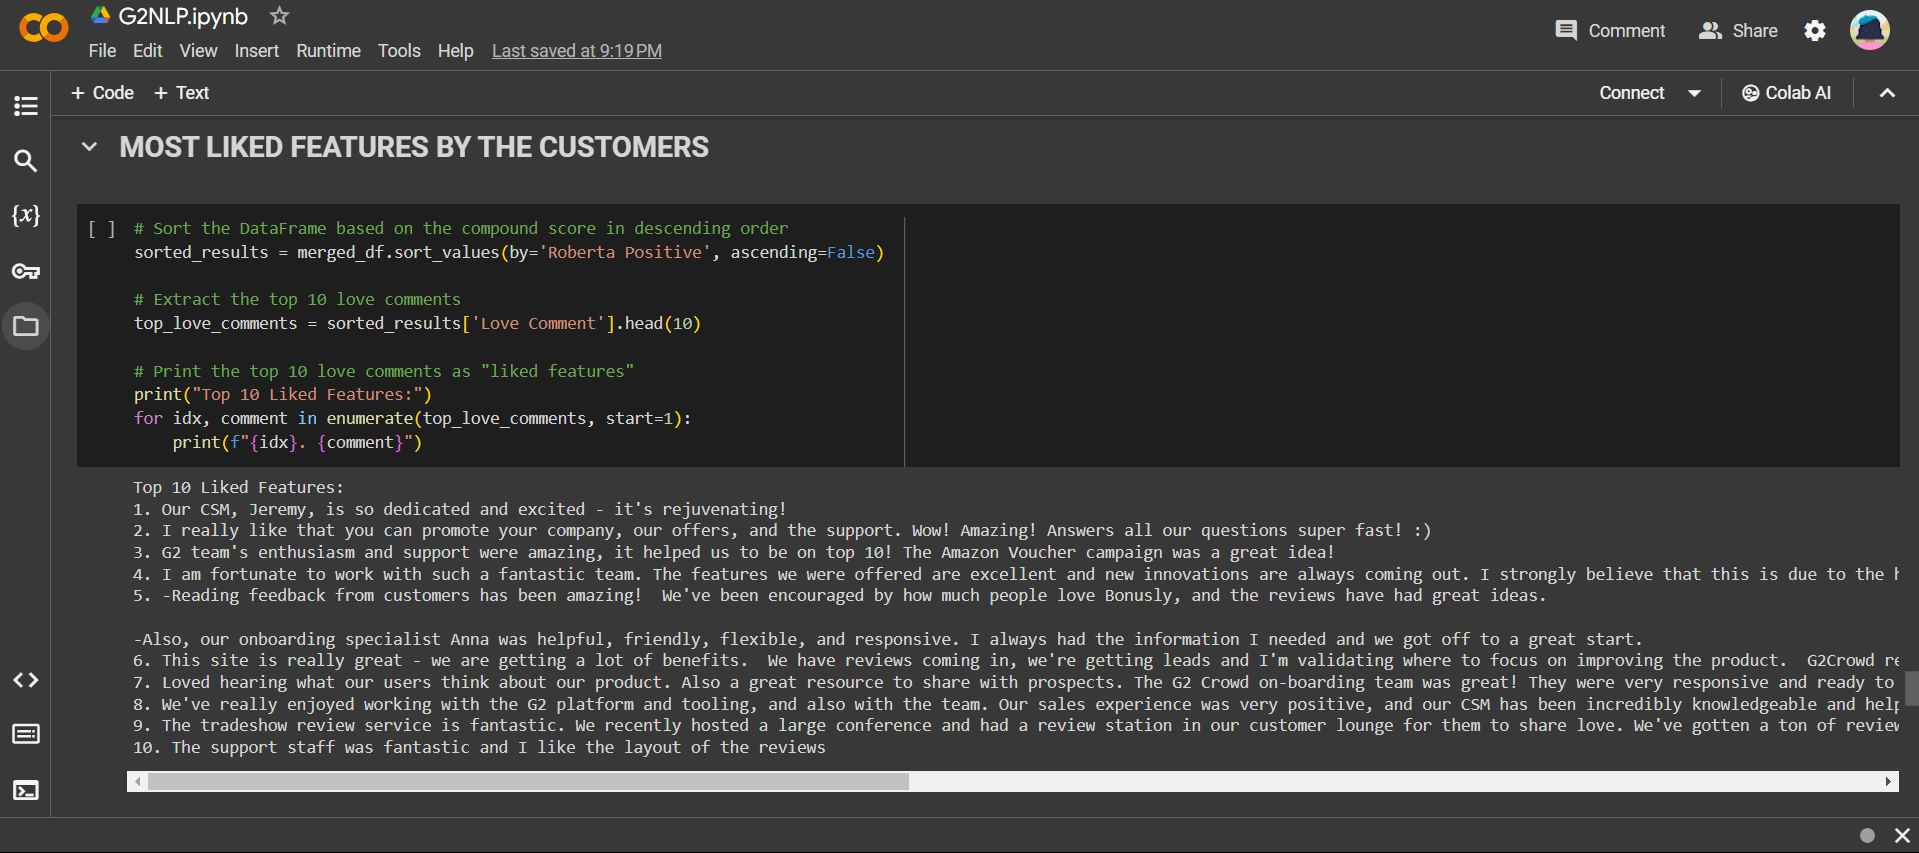 G2NLP.ipynb
Comment
Share
File Edit View Insert Runtime Tools Help Last saved at 9:19 PM
+ Code + Text
Connect
Colab AI
{x}
MOST LIKED FEATURES BY THE CUSTOMERS
[ ] # Sort the DataFrame based on the compound score in descending order
sorted_results = merged_df.sort_values(by='Roberta Positive', ascending=False)
# Extract the top 10 love comments
top_love_comments = sorted_results['Love Comment'].head(10)
# Print the top 10 love comments as "liked features"
print("Top 10 Liked Features:")
for idx, comment in enumerate(top_love_comments, start=1):
    print(f"{idx}. {comment}")
Top 10 Liked Features:
1. Our CSM, Jeremy, is so dedicated and excited - it's rejuvenating!
2. I really like that you can promote your company, our offers, and the support. Wow! Amazing! Answers all our questions super fast! :)
3. G2 team's enthusiasm and support were amazing, it helped us to be on top 10! The Amazon Voucher campaign was a great idea!
4. I am fortunate to work with such a fantastic team. The features we were offered are excellent and new innovations are always coming out. I strongly believe that this is due to the
5. -Reading feedback from customers has been amazing!  We've been encouraged by how much people love Bonusly, and the reviews have had great ideas.
-Also, our onboarding specialist Anna was helpful, friendly, flexible, and responsive. I always had the information I needed and we got off to a great start.
6. This site is really great - we are getting a lot of benefits.  We have reviews coming in, we're getting leads and I'm validating where to focus on improving the product.  G2Crowd
7. Loved hearing what our users think about our product. Also a great resource to share with prospects. The G2 Crowd on-boarding team was great! They were very responsive and ready to
8. We've really enjoyed working with the G2 platform and tooling, and also with the team. Our sales experience was very positive, and our CSM has been incredibly knowledgeable and
9. The tradeshow review service is fantastic. We recently hosted a large conference and had a review station in our customer lounge for them to share love. We've gotten a ton of
10. The support staff was fantastic and I like the layout of the reviews